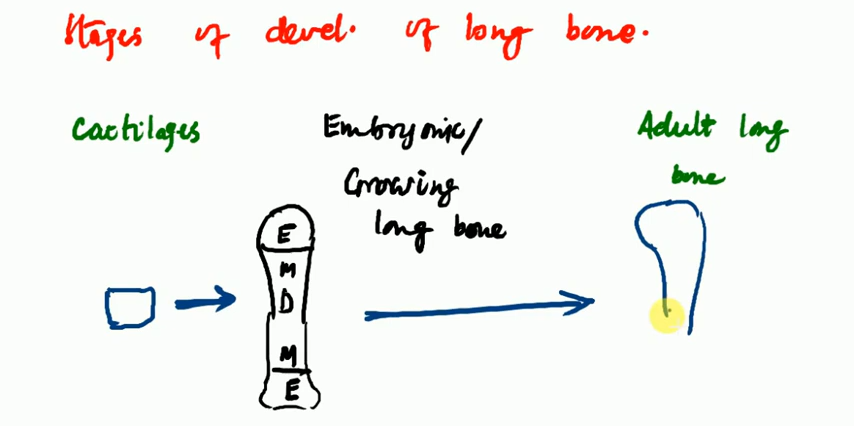 Stages of devel. of long bone.
Cartilages
Embryonic/
Growing
long bone
Adult long
bone
E
M
D
M
E